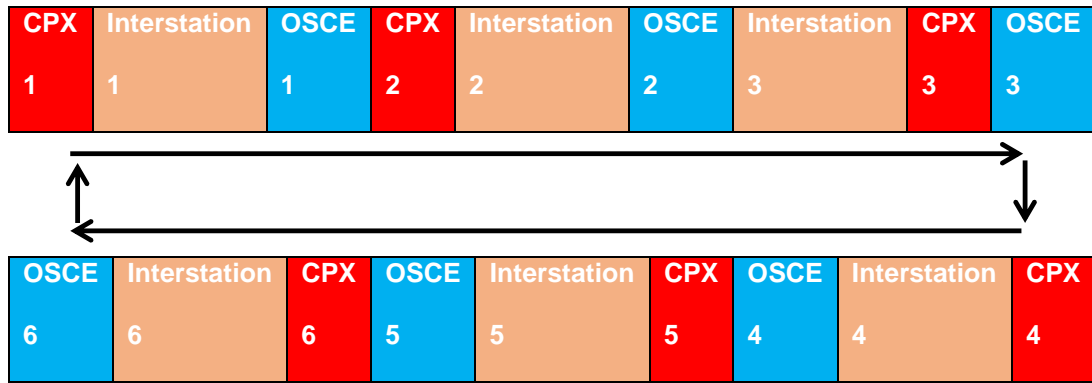 CPX Interstation OSCE CPX Interstation OSCE Interstation CPX OSCE
1 1 1 2 2 2 3 3 3
OSCE Interstation CPX OSCE Interstation CPX OSCE Interstation CPX
6 6 6 5 5 5 4 4 4